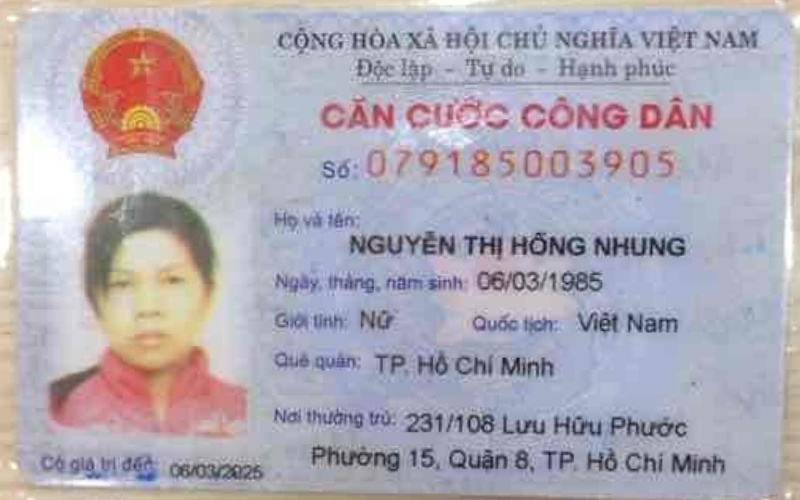 CỘNG HÒA XÃ HỘI CHỦ NGHĨA VIỆT NAM
Độc lập - Tự do - Hạnh phúc
CĂN CƯỚC CÔNG DÂN
Số: 079185003905
Họ và tên:
NGUYỄN THỊ HỒNG NHUNG
Ngày, tháng, năm sinh: 06/03/1985
Giới tính: Nữ Quốc tịch: Việt Nam
Quê quán: TP. Hồ Chí Minh
Nơi thường trú: 231/108 Lưu Hữu Phước
Phường 15, Quận 8, TP. Hồ Chí Minh
Có giá trị đến: 06/03/2025